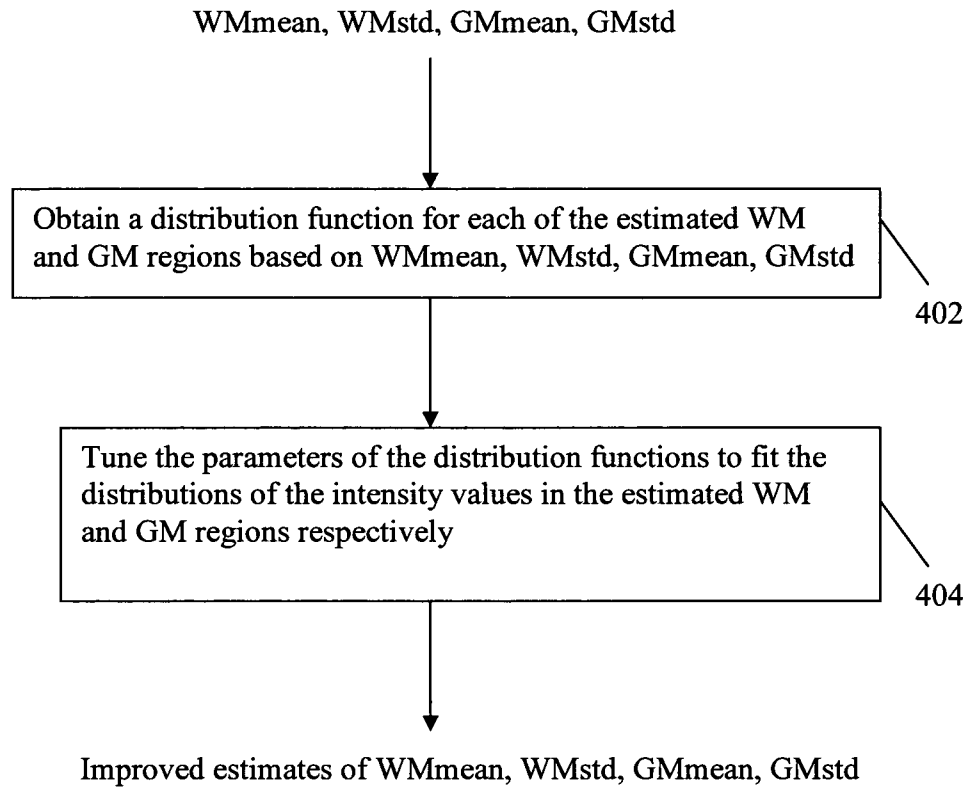 WMmean, WMstd, GMmean, GMstd
Obtain a distribution function for each of the estimated WM
and GM regions based on WMmean, WMstd, GMmean, GMstd
402
Tune the parameters of the distribution functions to fit the
distributions of the intensity values in the estimated WM
and GM regions respectively
404
Improved estimates of WMmean, WMstd, GMmean, GMstd